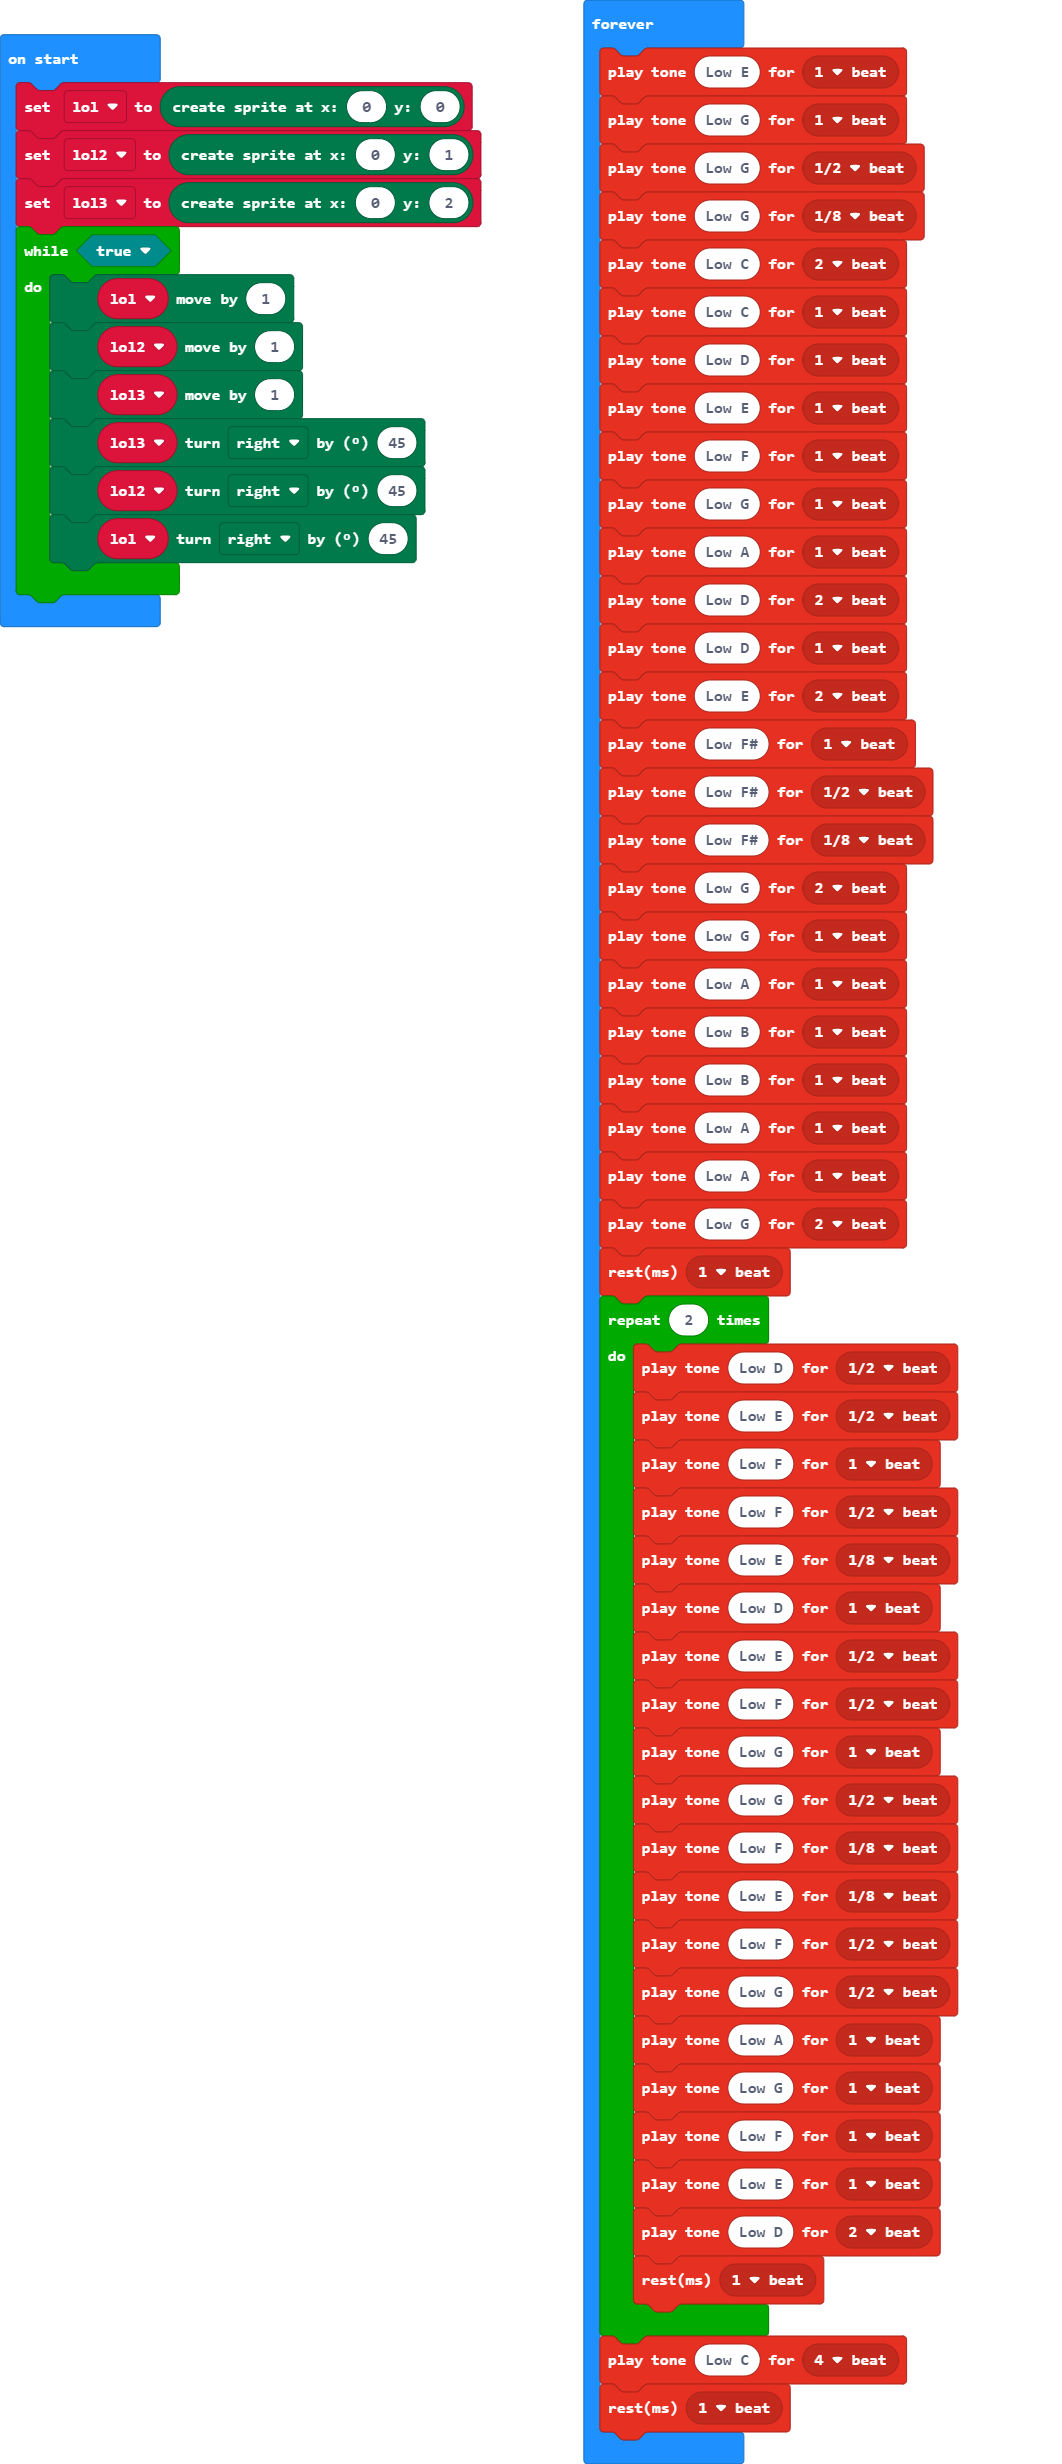 on start
set lol to create sprite at x: 0 y: 0
set lol2 to create sprite at x: 0 y: 1
set lol3 to create sprite at x: 0 y: 2
while true
do
lol move by 1
lol2 move by 1
lol3 move by 1
lol3 turn right by (º) 45
lol2 turn right by (º) 45
lol turn right by (º) 45
forever
play tone Low E for 1 beat
play tone Low G for 1 beat
play tone Low G for 1/2 beat
play tone Low G for 1/8 beat
play tone Low C for 2 beat
play tone Low C for 1 beat
play tone Low D for 1 beat
play tone Low E for 1 beat
play tone Low F for 1 beat
play tone Low G for 1 beat
play tone Low A for 1 beat
play tone Low D for 2 beat
play tone Low D for 1 beat
play tone Low E for 2 beat
play tone Low F# for 1 beat
play tone Low F# for 1/2 beat
play tone Low F# for 1/8 beat
play tone Low G for 2 beat
play tone Low G for 1 beat
play tone Low A for 1 beat
play tone Low B for 1 beat
play tone Low B for 1 beat
play tone Low A for 1 beat
play tone Low A for 1 beat
play tone Low G for 2 beat
rest(ms) 1 beat
repeat 2 times
do
play tone Low D for 1/2 beat
play tone Low E for 1/2 beat
play tone Low F for 1 beat
play tone Low F for 1/2 beat
play tone Low E for 1/8 beat
play tone Low D for 1 beat
play tone Low E for 1/2 beat
play tone Low F for 1/2 beat
play tone Low G for 1 beat
play tone Low G for 1/2 beat
play tone Low F for 1/8 beat
play tone Low E for 1/8 beat
play tone Low F for 1/2 beat
play tone Low G for 1/2 beat
play tone Low A for 1 beat
play tone Low G for 1 beat
play tone Low F for 1 beat
play tone Low E for 1 beat
play tone Low D for 2 beat
rest(ms) 1 beat
play tone Low C for 4 beat
rest(ms) 1 beat